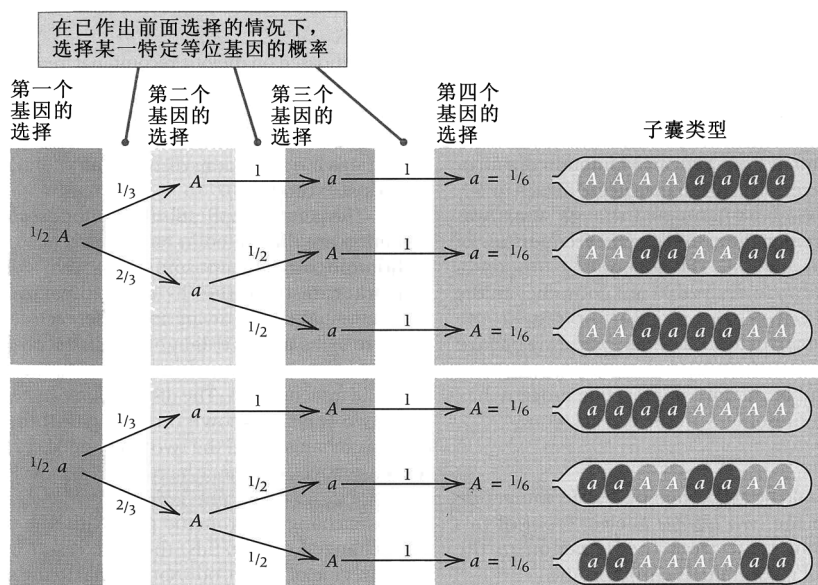 在已作出前面选择的情况下，
选择某一特定等位基因的概率
第一个
基因的
选择
第二个
基因的
选择
第三个
基因的
选择
第四个
基因的
选择
子囊类型
1/2 A
1/3
A
1
a
1
a = 1/6
A A A A a a a a
2/3
a
1/2
A
1
a = 1/6
A A a a A A a a
1/2
a
1
A = 1/6
A A a a a a A A
1/2 a
1/3
a
1
A
1
A = 1/6
a a a a A A A A
2/3
A
1/2
a
1
A = 1/6
a a A A a a A A
1/2
A
1
a = 1/6
a a A A A A a a